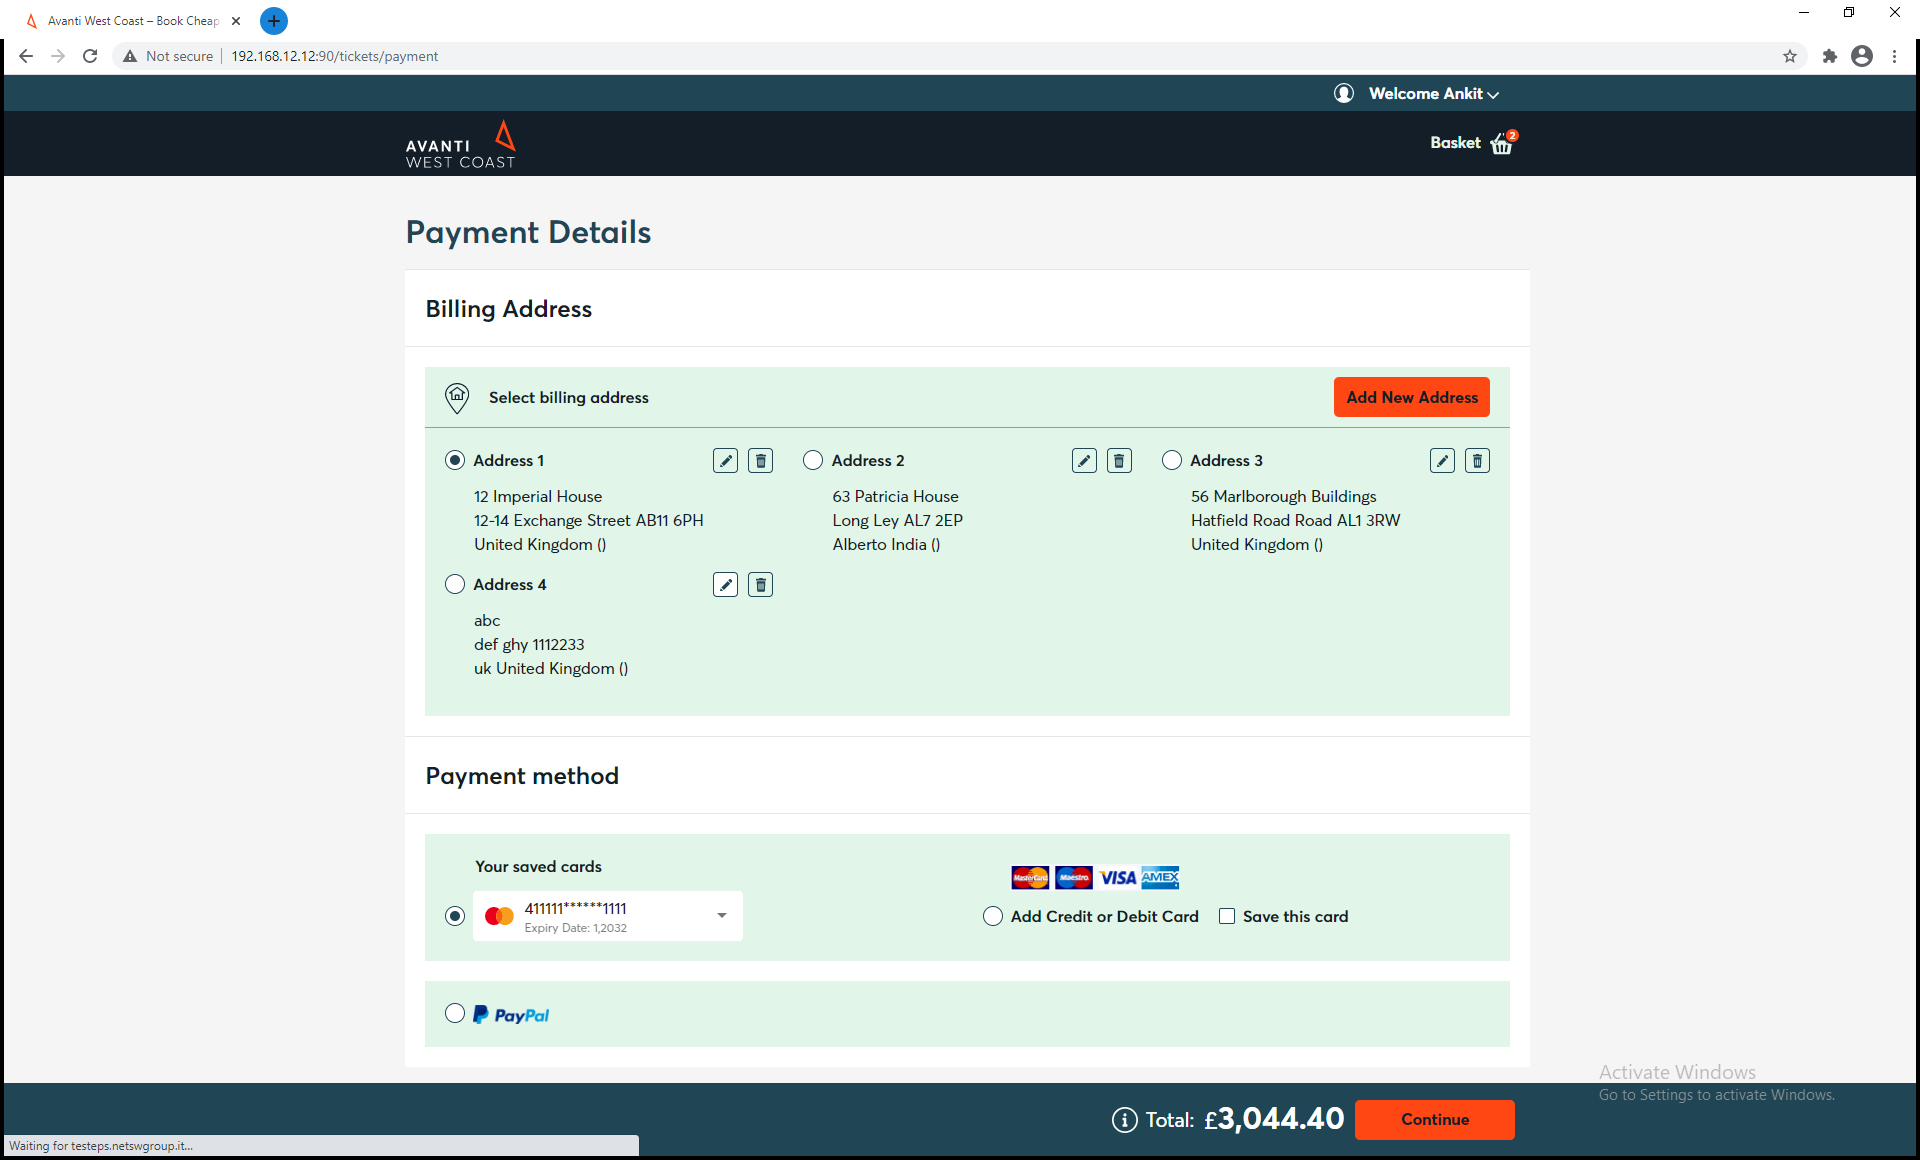 Avanti West Coast – Book Cheap
Not secure
192.168.12.12:90/tickets/payment
Welcome Ankit
AVANTI
WEST COAST
Basket
2
Payment Details
Billing Address
Select billing address
Add New Address
Address 1
12 Imperial House
12-14 Exchange Street AB11 6PH
United Kingdom ()
Address 2
63 Patricia House
Long Ley AL7 2EP
Alberto India ()
Address 3
56 Marlborough Buildings
Hatfield Road Road AL1 3RW
United Kingdom ()
Address 4
abc
def ghy 1112233
uk United Kingdom ()
Payment method
Your saved cards
411111******1111
Expiry Date: 1,2032
MasterCard
Maestro
VISA
AMEX
Add Credit or Debit Card
Save this card
PayPal
Activate Windows
Go to Settings to activate Windows.
Total: £3,044.40
Continue
Waiting for testeps.netswgroup.it...